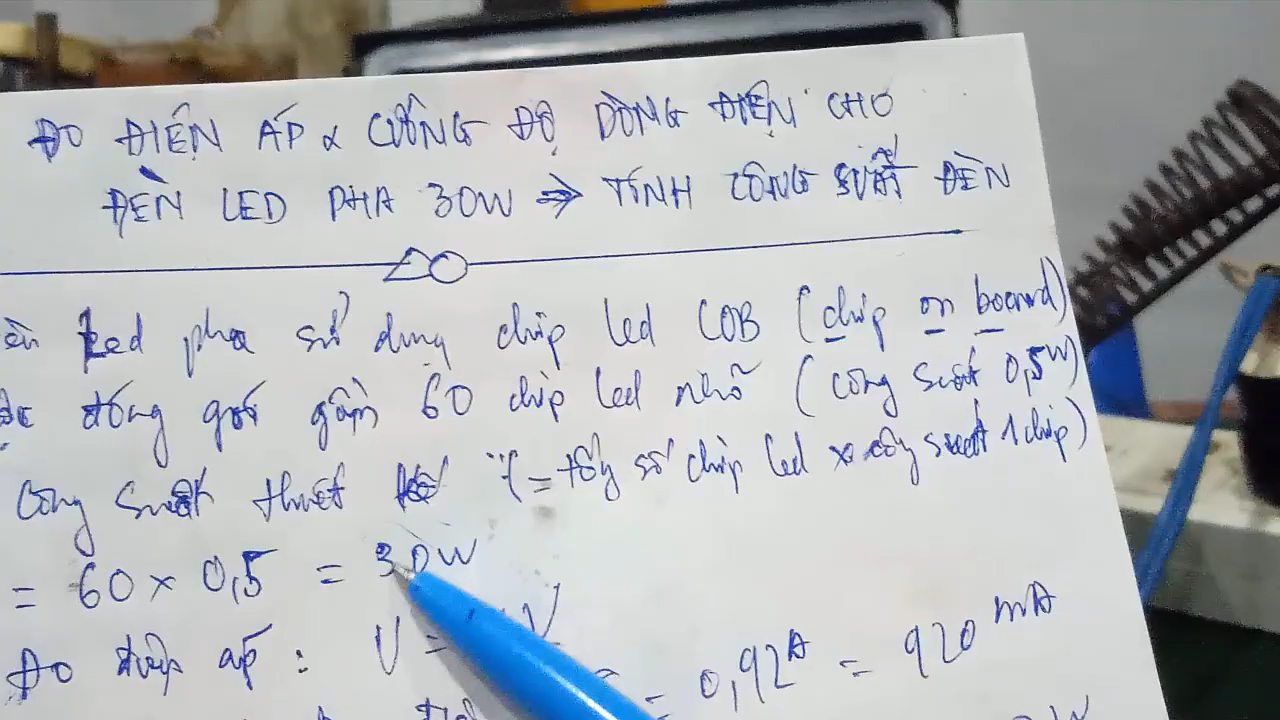 ĐO ĐIỆN ÁP & CƯỜNG ĐỘ DÒNG ĐIỆN CHO
ĐÈN LED PHA 30W => TÍNH CÔNG SUẤT ĐÈN
Led pha sử dụng chip led COB (chip on board)
đóng gói gần 60 chip led nhỏ (công suất 0,5W)
Công suất thiết kế (= tổng số chip led x công suất 1 chip)
= 60 x 0,5 = 30W
Đo điện áp : U = V
= 0,92A = 920 mA
W